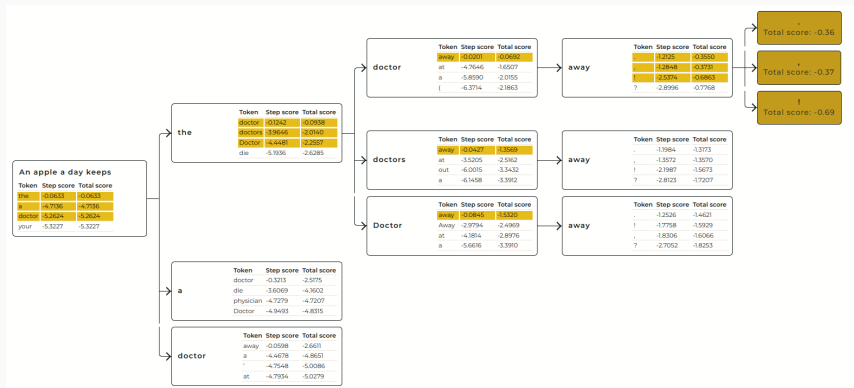 An apple a day keeps
Token Step score Total score
the -0.0633 -0.0633
a -4.7136 -4.7136
doctor -5.2624 -5.2624
your -5.3227 -5.3227
the
Token Step score Total score
doctor -0.1242 -0.0938
doctors -3.9646 -2.0140
Doctor -4.4481 -2.2557
die -5.1936 -2.6285
a
Token Step score Total score
doctor -0.3213 -2.5175
die -3.6069 -4.1602
physician -4.7279 -4.7207
Doctor -4.9493 -4.8315
doctor
Token Step score Total score
away -0.0598 -2.6611
a -4.4678 -4.8651
' -4.7548 -5.0086
at -4.7934 -5.0279
doctor
Token Step score Total score
away -0.0201 -0.0692
at -4.7646 -1.6507
a -5.8590 -2.0155
( -6.3714 -2.1863
doctors
Token Step score Total score
away -0.0427 -1.3569
at -3.5205 -2.5162
out -6.0015 -3.3432
a -6.1458 -3.3912
Doctor
Token Step score Total score
away -0.0845 -1.5320
Away -2.9794 -2.4969
at -4.1814 -2.8976
a -5.6616 -3.3910
away
Token Step score Total score
. -1.2125 -0.3550
, -1.2848 -0.3731
! -2.5374 -0.6863
? -2.8996 -0.7768
away
Token Step score Total score
. -1.1984 -1.3173
, -1.3572 -1.3570
! -2.1987 -1.5673
? -2.8123 -1.7207
away
Token Step score Total score
. -1.2526 -1.4621
! -1.7758 -1.5929
, -1.8306 -1.6066
? -2.7052 -1.8253
.
Total score: -0.36
,
Total score: -0.37
!
Total score: -0.69